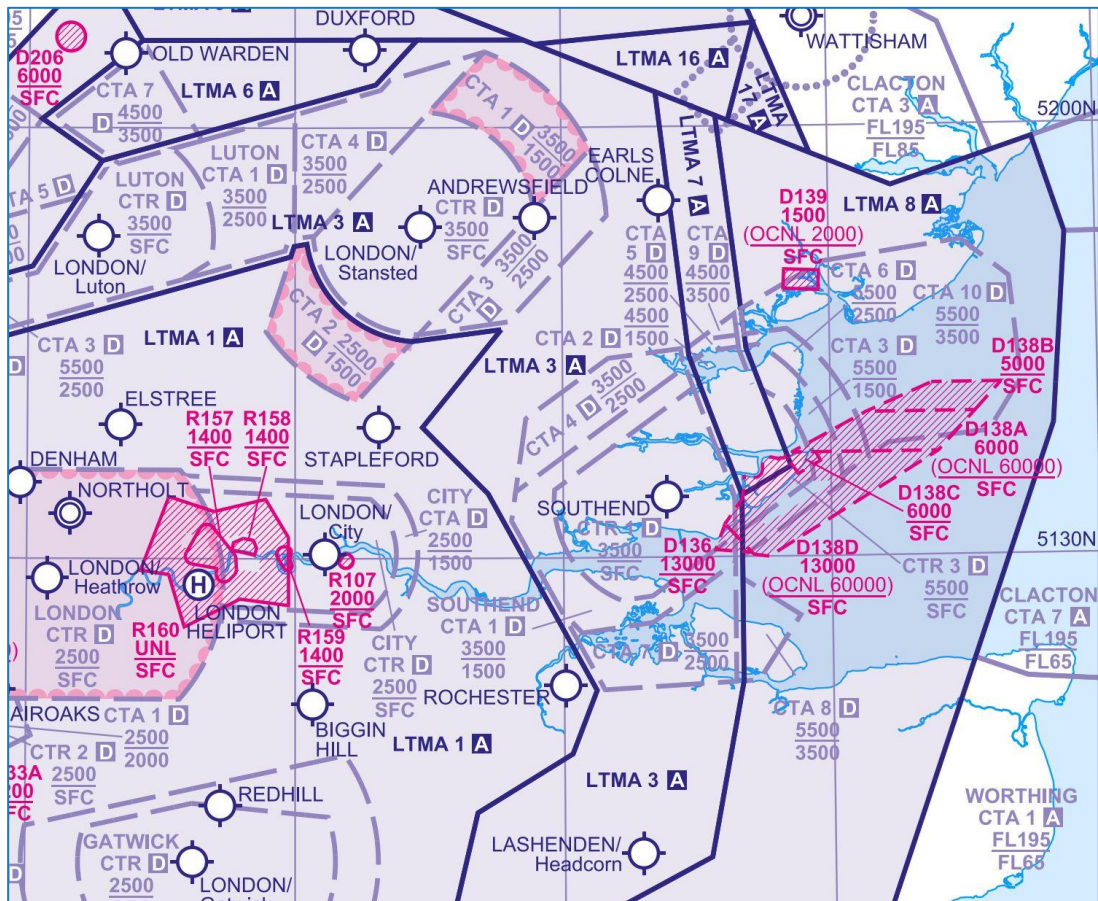 DUXFORD
WATTISHAM
D206
6000
SFC
OLD WARDEN
LTMA 6 A
LTMA 16 A
LTMA
17 A
CLACTON
CTA 3 A
FL195
FL85
5200N
CTA 7
D 4500
3500
CTA 1 D 3500
1500
CTA 4 D
3500
2500
LUTON
CTA 1 D
3500
2500
LUTON
CTR D
3500
SFC
CTA 5 D
EARLS
COLNE
LTMA 7 A
ANDREWSFIELD
CTR D
3500
SFC
LONDON/
Stansted
LTMA 3 A
LONDON/
Luton
D139
1500
(OCNL 2000)
SFC
LTMA 8 A
CTA
5 D
4500
2500
4500
1500
CTA
9 D
4500
3500
CTA 3 D
3500
2500
CTA 6 D
5500
2500
CTA 10 D
5500
3500
CTA 2 2500
D 1500
LTMA 1 A
CTA 3 D
5500
2500
CTA 2 D
LTMA 3 A
CTA 3 D
5500
1500
D138B
5000
SFC
CTA 4 D 3500
2500
ELSTREE
R157
1400
SFC
R158
1400
SFC
STAPLEFORD
D138A
6000
(OCNL 60000)
SFC
DENHAM
NORTHOLT
LONDON/
City
CITY
CTA D
2500
1500
SOUTHEND
CTR 1 D
3500
SFC
D138C
6000
SFC
5130N
D136
13000
SFC
D138D
13000
(OCNL 60000)
SFC
CTR 3 D
5500
SFC
LONDON/
Heathrow
H
LONDON
HELIPORT
R107
2000
SFC
LONDON
CTR D
2500
SFC
R160
UNL
SFC
R159
1400
SFC
CITY
CTR D
2500
SFC
SOUTHEND
CTA 1 D
3500
1500
CTA 7 D 3500
2500
CLACTON
CTA 7 A
FL195
FL65
ROCHESTER
CTA 8 D
5500
3500
AIROAKS
CTA 1 D
2500
2000
CTR 2 D
2500
SFC
BIGGIN
HILL
LTMA 1 A
LTMA 3 A
33A
REDHILL
WORTHING
CTA 1 A
FL195
FL65
GATWICK
CTR D
2500
LONDON/
LASHENDEN/
Headcorn